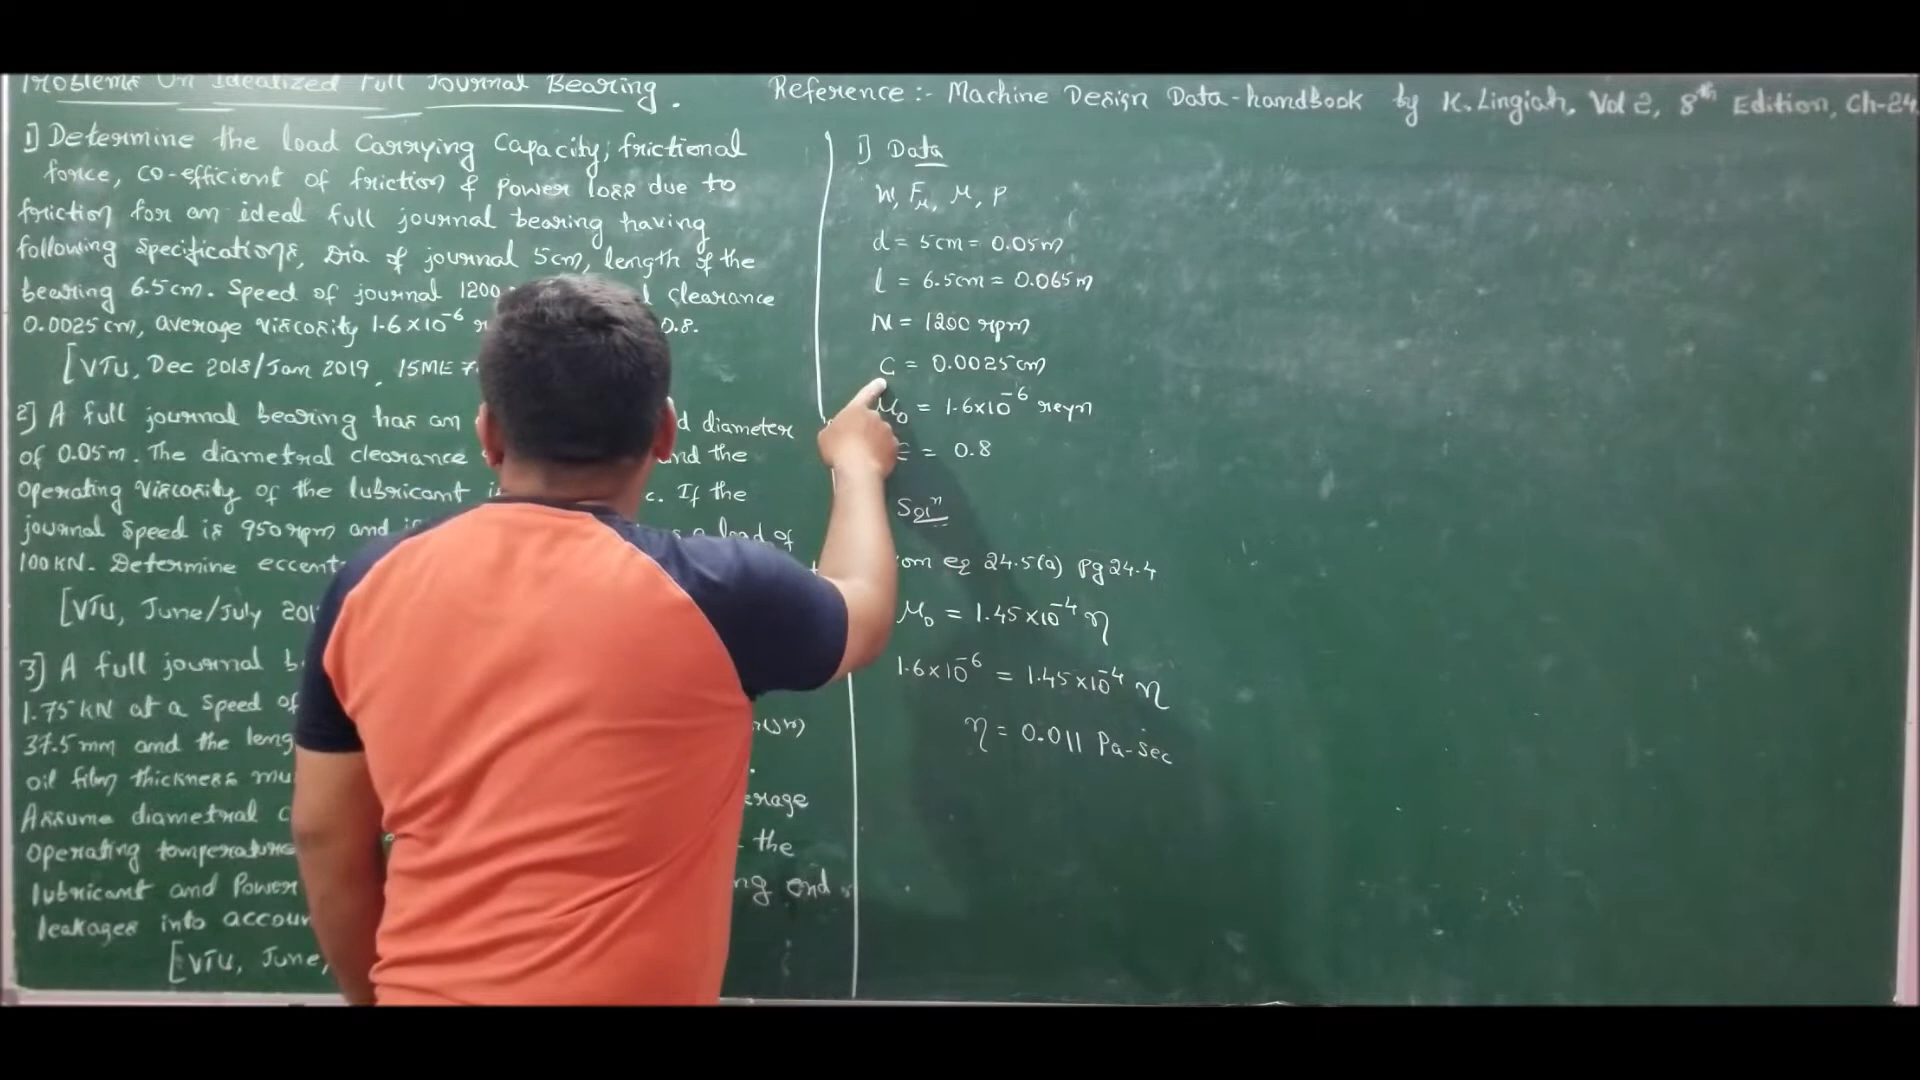 Problems On Idealized Full Journal Bearing.
Reference :- Machine Design Data-handbook by K. Lingiah, Vol 2, 8th Edition, Ch-24
1] Determine the load Carrying Capacity, frictional
force, co-efficient of friction & power loss due to
friction for an ideal full journal bearing having
following specifications, Dia of journal 5cm, length of the
bearing 6.5cm. Speed of journal 1200 clearance
0.0025 cm, average viscosity 1.6×10⁻⁶ 0.8.
[VTU, Dec 2018/Jan 2019, 15ME
2] A full journal bearing has an diameter
of 0.05m. The diametral clearance and the
Operating Viscosity of the lubricant If the
journal Speed is 950rpm and a load of
100KN. Determine
[VTU, June/July
3] A full journal
1.75 KN at a speed of
37.5 mm and the
oil film thickness
Assume diametral
Operating temperature the
lubricant and Power end
leakages into
[VTU, June,
1] Data
W, Fμ, μ, P
d = 5cm = 0.05m
l = 6.5cm = 0.065m
N = 1200 rpm
C = 0.0025cm
μ₀ = 1.6×10⁻⁶ reyn
= 0.8
Solⁿ
eq 24.5(a) pg 24.4
μ₀ = 1.45×10⁻⁴ η
1.6×10⁻⁶ = 1.45×10⁻⁴ η
η = 0.011 Pa-sec